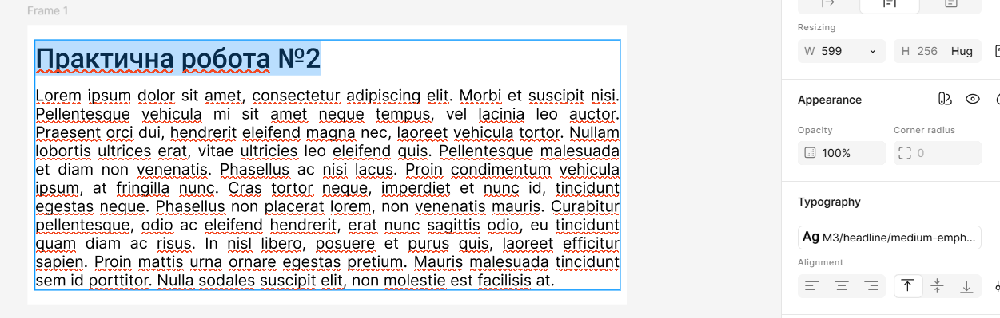 Frame 1
Практична робота №2
Lorem ipsum dolor sit amet, consectetur adipiscing elit. Morbi et suscipit nisi.
Pellentesque vehicula mi sit amet neque tempus, vel lacinia leo auctor.
Praesent orci dui, hendrerit eleifend magna nec, laoreet vehicula tortor. Nullam
lobortis ultrices erat, vitae ultricies leo eleifend quis. Pellentesque malesuada
et diam non venenatis. Phasellus ac nisi lacus. Proin condimentum vehicula
ipsum, at fringilla nunc. Cras tortor neque, imperdiet et nunc id, tincidunt
egestas neque. Phasellus non placerat lorem, non venenatis mauris. Curabitur
pellentesque, odio ac eleifend hendrerit, erat nunc sagittis odio, eu tincidunt
quam diam ac risus. In nisl libero, posuere et purus quis, laoreet efficitur
sapien. Proin mattis urna ornare egestas pretium. Mauris malesuada tincidunt
sem id porttitor. Nulla sodales suscipit elit, non molestie est facilisis at.
Resizing
W 599 H 256 Hug
Appearance
Opacity Corner radius
100% 0
Typography
Ag M3/headline/medium-emph...
Alignment